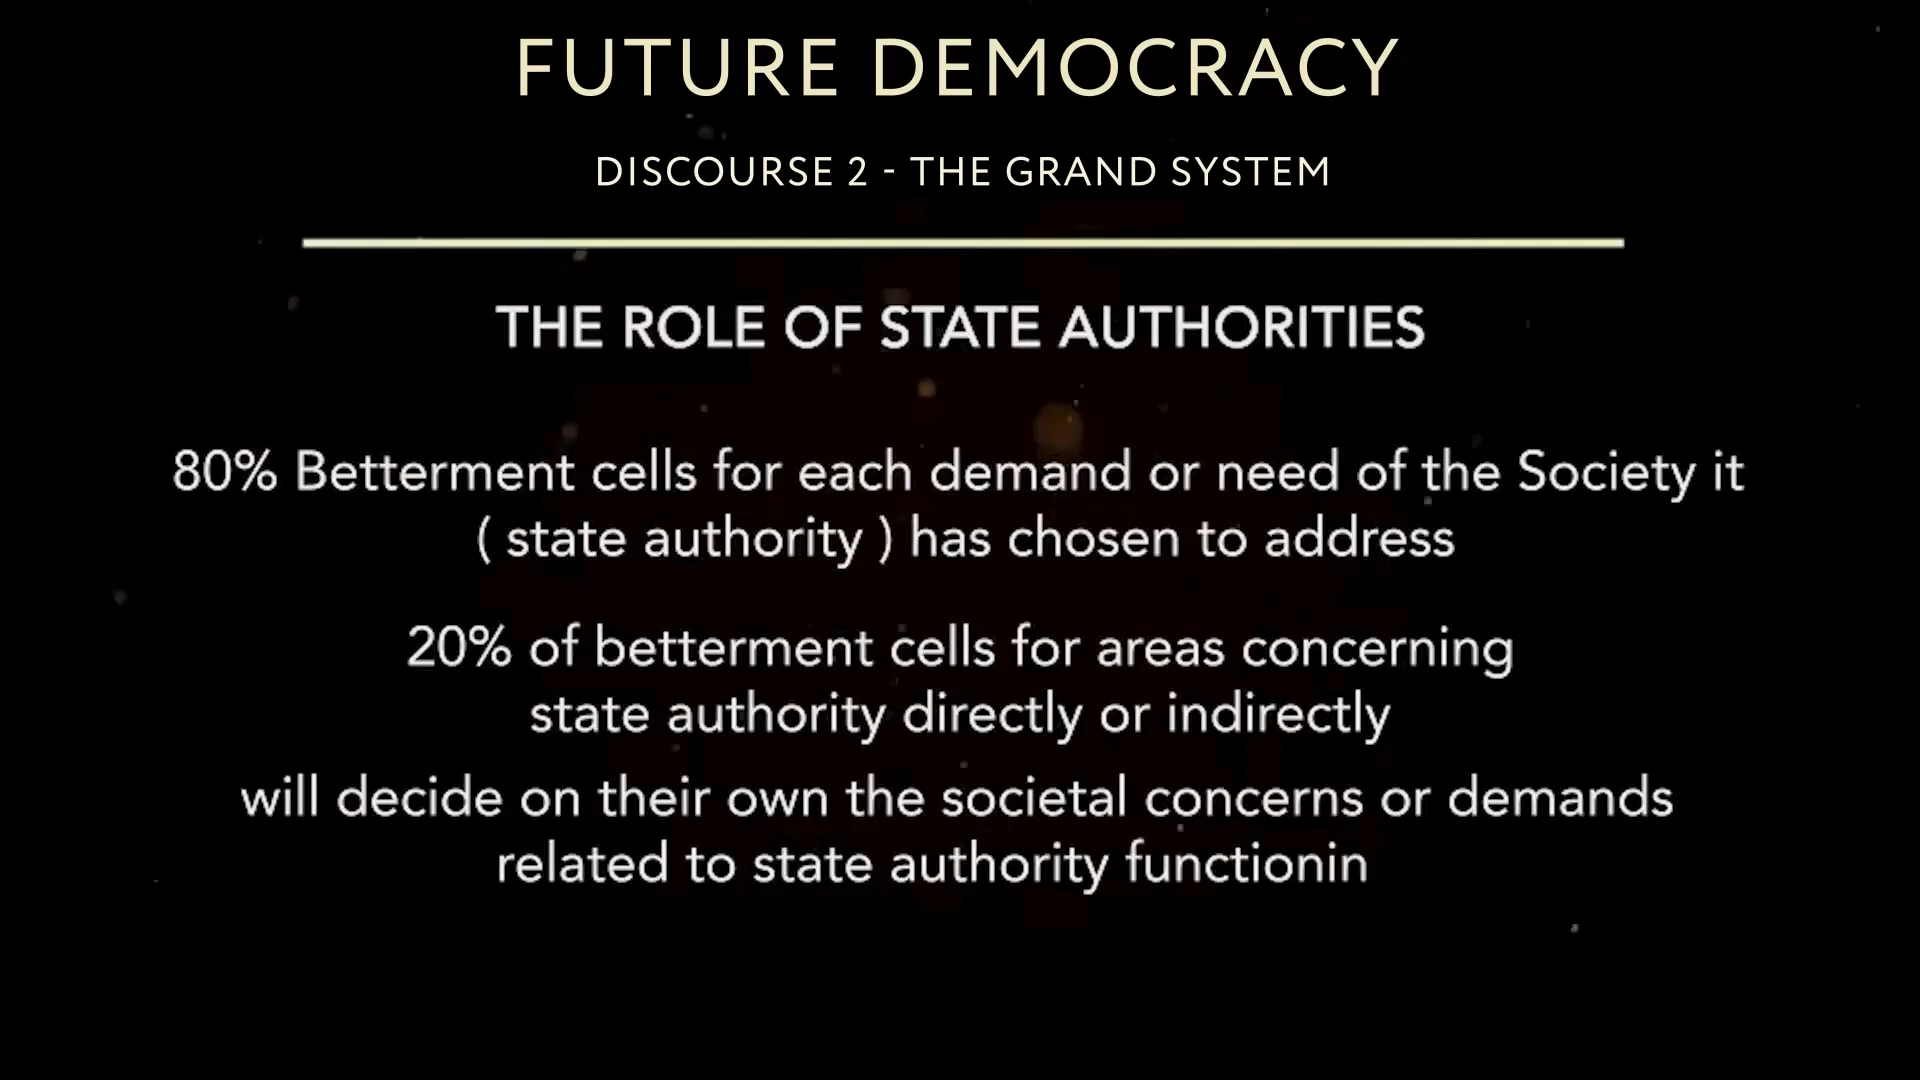 FUTURE DEMOCRACY
DISCOURSE 2 - THE GRAND SYSTEM
THE ROLE OF STATE AUTHORITIES
80% Betterment cells for each demand or need of the Society it
( state authority ) has chosen to address
20% of betterment cells for areas concerning
state authority directly or indirectly
will decide on their own the societal concerns or demands
related to state authority functionin